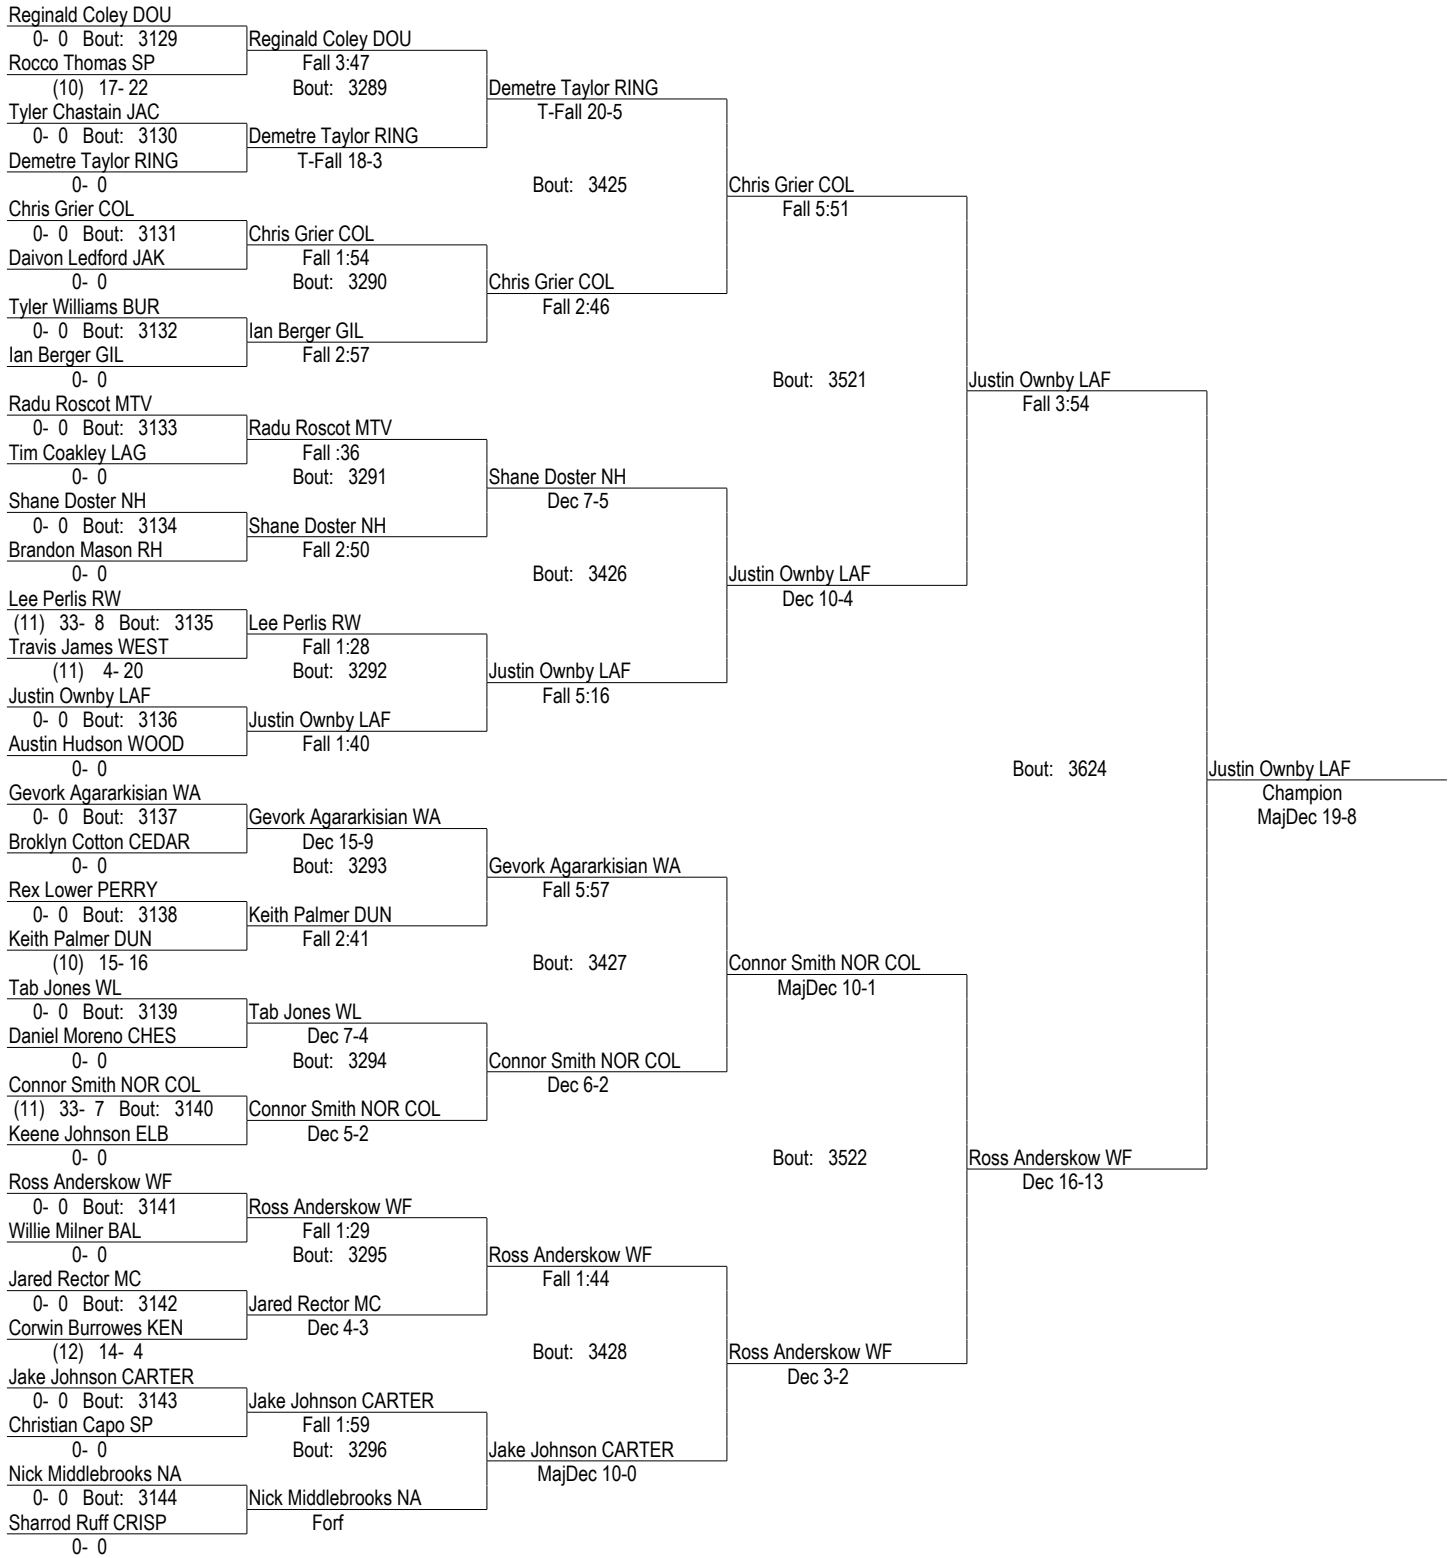 Reginald Coley DOU
0- 0 Bout: 3129 Reginald Coley DOU
Rocco Thomas SP Fall 3:47
(10) 17- 22 Bout: 3289 Demetre Taylor RING
Tyler Chastain JAC T-Fall 20-5
0- 0 Bout: 3130 Demetre Taylor RING
Demetre Taylor RING T-Fall 18-3
0- 0 Bout: 3425 Chris Grier COL
Chris Grier COL Fall 5:51
0- 0 Bout: 3131 Chris Grier COL
Daivon Ledford JAK Fall 1:54
0- 0 Bout: 3290 Chris Grier COL
Tyler Williams BUR Fall 2:46
0- 0 Bout: 3132 Ian Berger GIL
Ian Berger GIL Fall 2:57
0- 0 Bout: 3521 Justin Ownby LAF
Radu Roscot MTV Fall 3:54
0- 0 Bout: 3133 Radu Roscot MTV
Tim Coakley LAG Fall :36
0- 0 Bout: 3291 Shane Doster NH
Shane Doster NH Dec 7-5
0- 0 Bout: 3134 Shane Doster NH
Brandon Mason RH Fall 2:50
0- 0 Bout: 3426 Justin Ownby LAF
Lee Perlis RW Dec 10-4
(11) 33- 8 Bout: 3135 Lee Perlis RW
Travis James WEST Fall 1:28
(11) 4- 20 Bout: 3292 Justin Ownby LAF
Justin Ownby LAF Fall 5:16
0- 0 Bout: 3136 Justin Ownby LAF
Austin Hudson WOOD Fall 1:40
0- 0 Bout: 3624 Justin Ownby LAF
Gevork Agararkisian WA Champion
0- 0 Bout: 3137 Gevork Agararkisian WA MajDec 19-8
Broklyn Cotton CEDAR Dec 15-9
0- 0 Bout: 3293 Gevork Agararkisian WA
Rex Lower PERRY Fall 5:57
0- 0 Bout: 3138 Keith Palmer DUN
Keith Palmer DUN Fall 2:41
(10) 15- 16 Bout: 3427 Connor Smith NOR COL
Tab Jones WL MajDec 10-1
0- 0 Bout: 3139 Tab Jones WL
Daniel Moreno CHES Dec 7-4
0- 0 Bout: 3294 Connor Smith NOR COL
Connor Smith NOR COL Dec 6-2
(11) 33- 7 Bout: 3140 Connor Smith NOR COL
Keene Johnson ELB Dec 5-2
0- 0 Bout: 3522 Ross Anderskow WF
Ross Anderskow WF Dec 16-13
0- 0 Bout: 3141 Ross Anderskow WF
Willie Milner BAL Fall 1:29
0- 0 Bout: 3295 Ross Anderskow WF
Jared Rector MC Fall 1:44
0- 0 Bout: 3142 Jared Rector MC
Corwin Burrowes KEN Dec 4-3
(12) 14- 4 Bout: 3428 Ross Anderskow WF
Jake Johnson CARTER Dec 3-2
0- 0 Bout: 3143 Jake Johnson CARTER
Christian Capo SP Fall 1:59
0- 0 Bout: 3296 Jake Johnson CARTER
Nick Middlebrooks NA MajDec 10-0
0- 0 Bout: 3144 Nick Middlebrooks NA
Sharrod Ruff CRISP Forf
0- 0